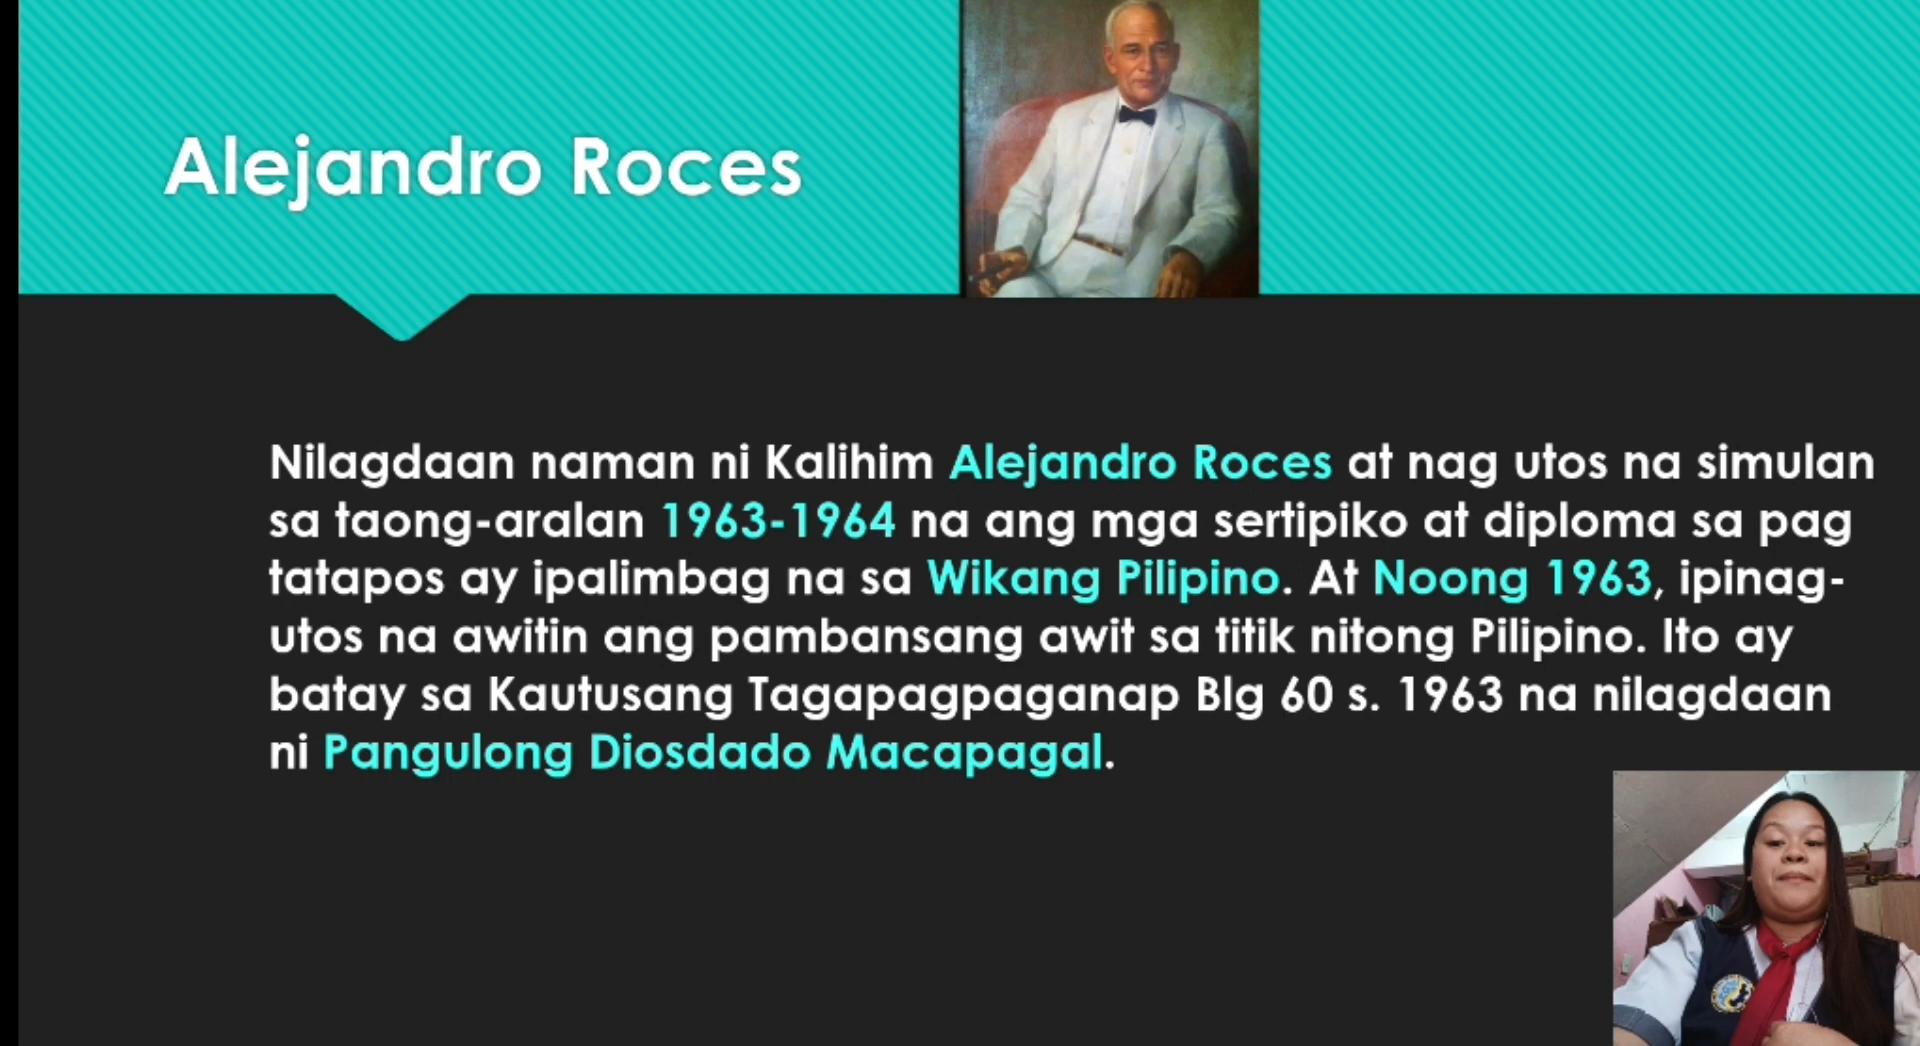 Alejandro Roces
Nilagdaan naman ni Kalihim Alejandro Roces at nag utos na simulan
sa taong-aralan 1963-1964 na ang mga sertipiko at diploma sa pag
tatapos ay ipalimbag na sa Wikang Pilipino. At Noong 1963, ipinag-
utos na awitin ang pambansang awit sa titik nitong Pilipino. Ito ay
batay sa Kautusang Tagapagpaganap Blg 60 s. 1963 na nilagdaan
ni Pangulong Diosdado Macapagal.